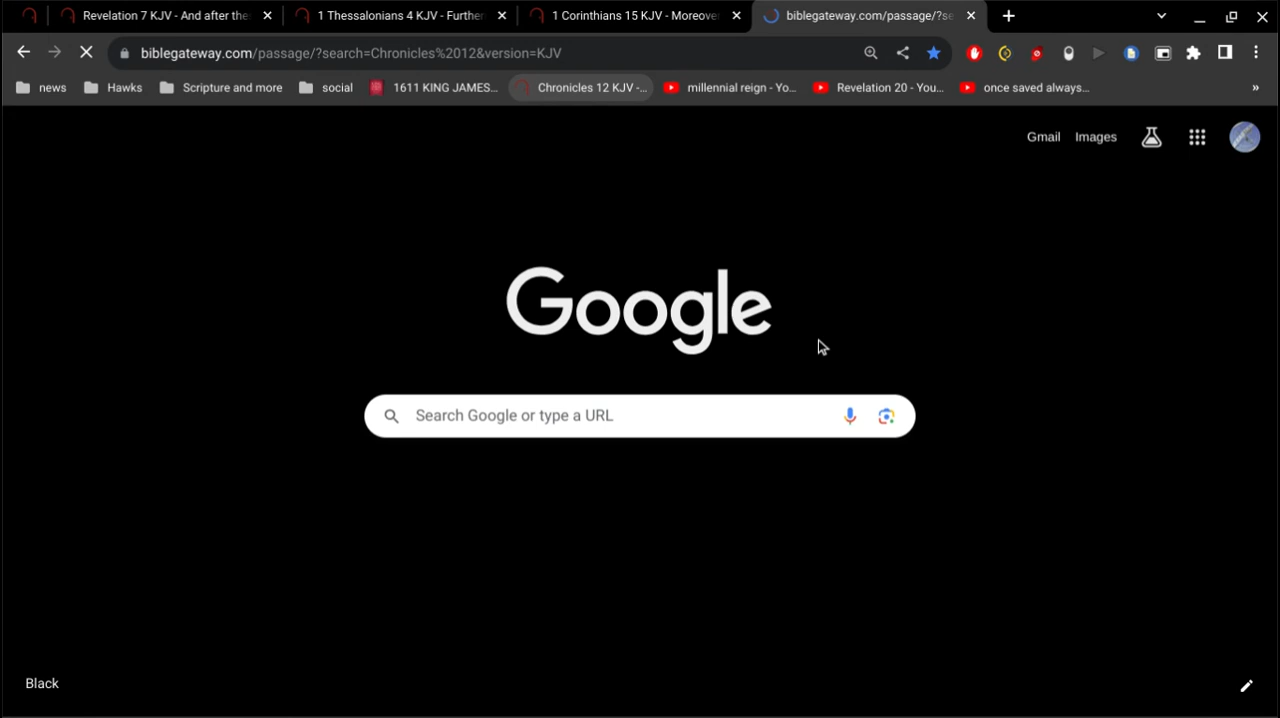 Revelation 7 KJV - And after the
1 Thessalonians 4 KJV - Further
1 Corinthians 15 KJV - Moreover
biblegateway.com/passage/?se
biblegateway.com/passage/?search=Chronicles%2012&version=KJV
news
Hawks
Scripture and more
social
1611 KING JAMES...
Chronicles 12 KJV -...
millennial reign - Yo...
Revelation 20 - You...
once saved always...
»
Gmail
Images
Google
Search Google or type a URL
Black